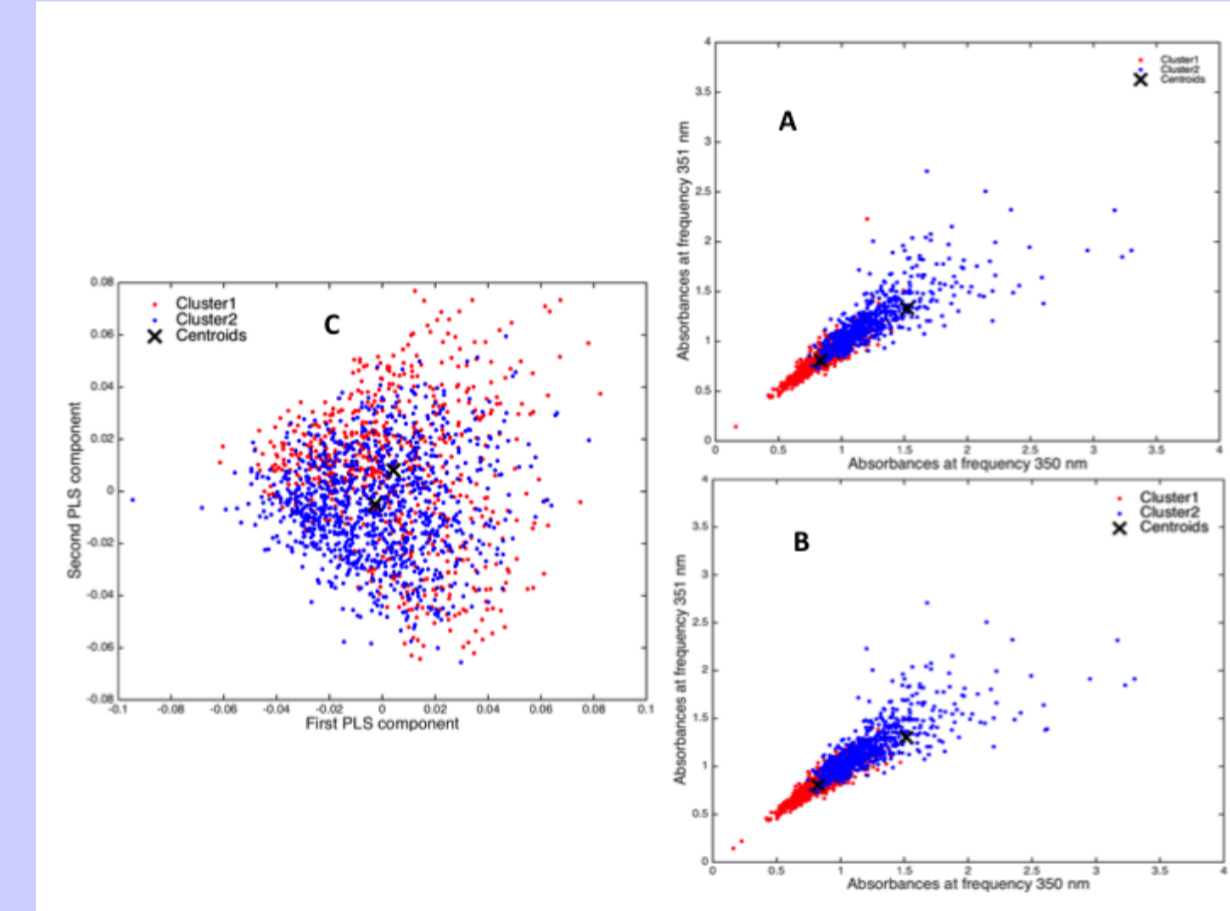 4
3.5
3
2.5
2
1.5
1
0.5
0
Absorbances at frequency 351 nm
A
Cluster1
Cluster2
Centroids
0 0.5 1 1.5 2 2.5 3 3.5 4
Absorbances at frequency 350 nm
0.08
0.06
0.04
0.02
0
-0.02
-0.04
-0.06
-0.08
Second PLS component
Cluster1
Cluster2
Centroids
C
-0.1 -0.08 -0.06 -0.04 -0.02 0 0.02 0.04 0.06 0.08 0.1
First PLS component
4
3.5
3
2.5
2
1.5
1
0.5
0
Absorbances at frequency 351 nm
B
Cluster1
Cluster2
Centroids
0 0.5 1 1.5 2 2.5 3 3.5 4
Absorbances at frequency 350 nm